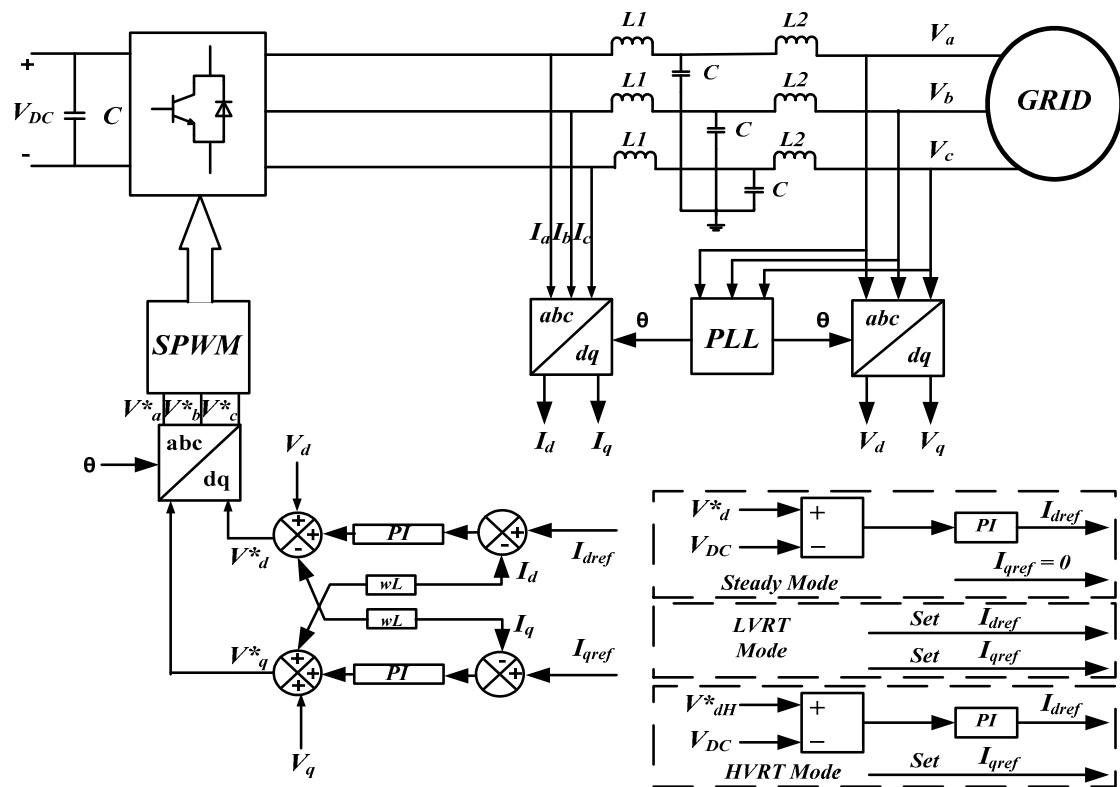 L1
L2
V_a
+
C
V_DC
C
L1
L2
V_b
GRID
C
-
L1
L2
V_c
C
I_a I_b I_c
abc
dq
θ
PLL
θ
abc
dq
SPWM
V*_a V*_b V*_c
I_d
I_q
V_d
V_q
abc
dq
θ
V_d
+
+
-
PI
+
-
I_dref
V*_d
I_d
wL
wL
I_q
V*_q
+
+
+
PI
-
+
I_qref
V_q
V*_d
+
PI
I_dref
V_DC
−
I_qref = 0
Steady Mode
LVRT
Mode
Set I_dref
Set I_qref
V*_dH
+
PI
I_dref
V_DC
−
HVRT Mode
Set I_qref